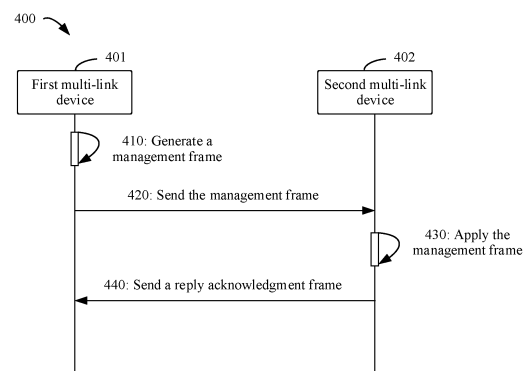 400
401
402
First multi-link
device
Second multi-link
device
410: Generate a
management frame
420: Send the management frame
430: Apply the
management frame
440: Send a reply acknowledgment frame